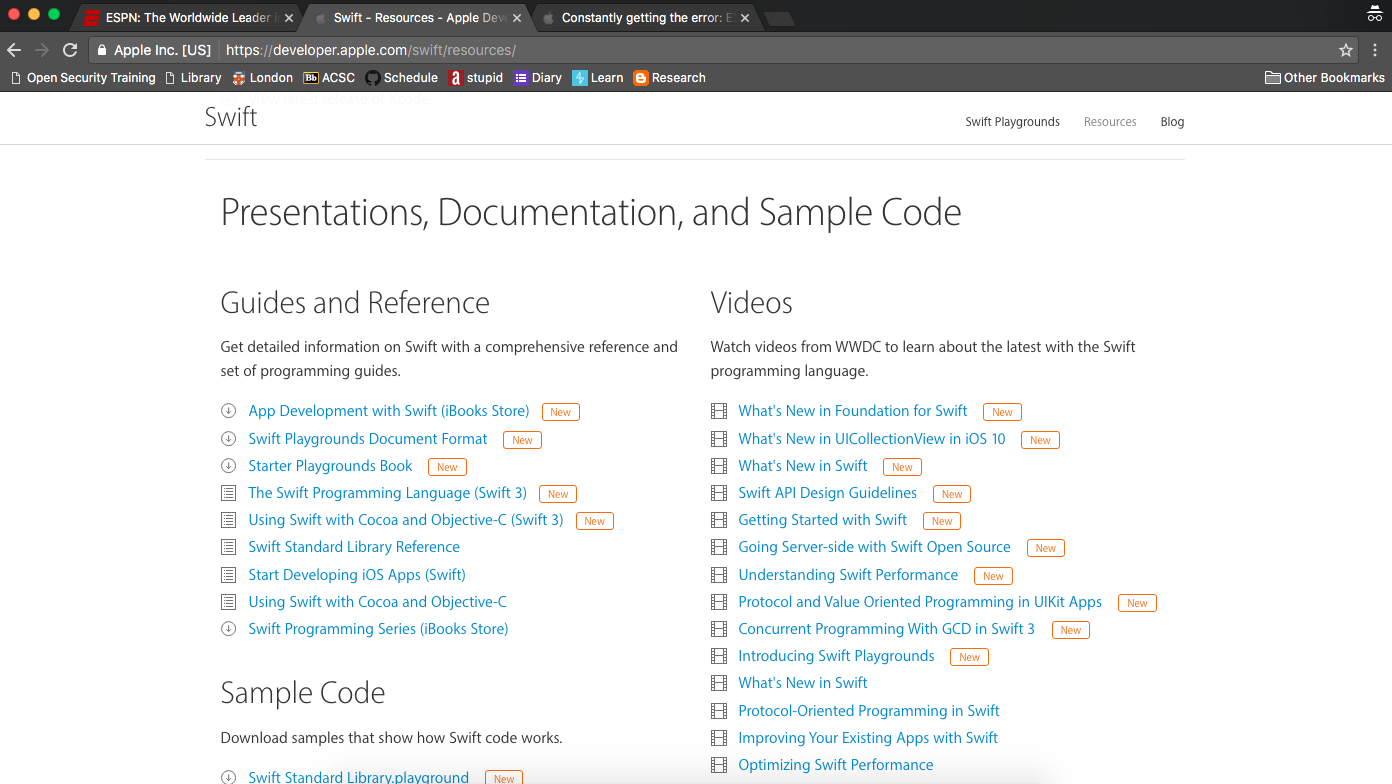 ESPN: The Worldwide Leader i
Swift - Resources - Apple Dev
Constantly getting the error: E
Apple Inc. [US] https://developer.apple.com/swift/resources/
Open Security Training Library London Bb ACSC Schedule a stupid Diary Learn Research Other Bookmarks
latest release of Xcode
Swift
Swift Playgrounds Resources Blog
Presentations, Documentation, and Sample Code
Guides and Reference
Get detailed information on Swift with a comprehensive reference and
set of programming guides.
App Development with Swift (iBooks Store) New
Swift Playgrounds Document Format New
Starter Playgrounds Book New
The Swift Programming Language (Swift 3) New
Using Swift with Cocoa and Objective-C (Swift 3) New
Swift Standard Library Reference
Start Developing iOS Apps (Swift)
Using Swift with Cocoa and Objective-C
Swift Programming Series (iBooks Store)
Sample Code
Download samples that show how Swift code works.
Swift Standard Library.playground New
Videos
Watch videos from WWDC to learn about the latest with the Swift
programming language.
What's New in Foundation for Swift New
What's New in UICollectionView in iOS 10 New
What's New in Swift New
Swift API Design Guidelines New
Getting Started with Swift New
Going Server-side with Swift Open Source New
Understanding Swift Performance New
Protocol and Value Oriented Programming in UIKit Apps New
Concurrent Programming With GCD in Swift 3 New
Introducing Swift Playgrounds New
What's New in Swift
Protocol-Oriented Programming in Swift
Improving Your Existing Apps with Swift
Optimizing Swift Performance